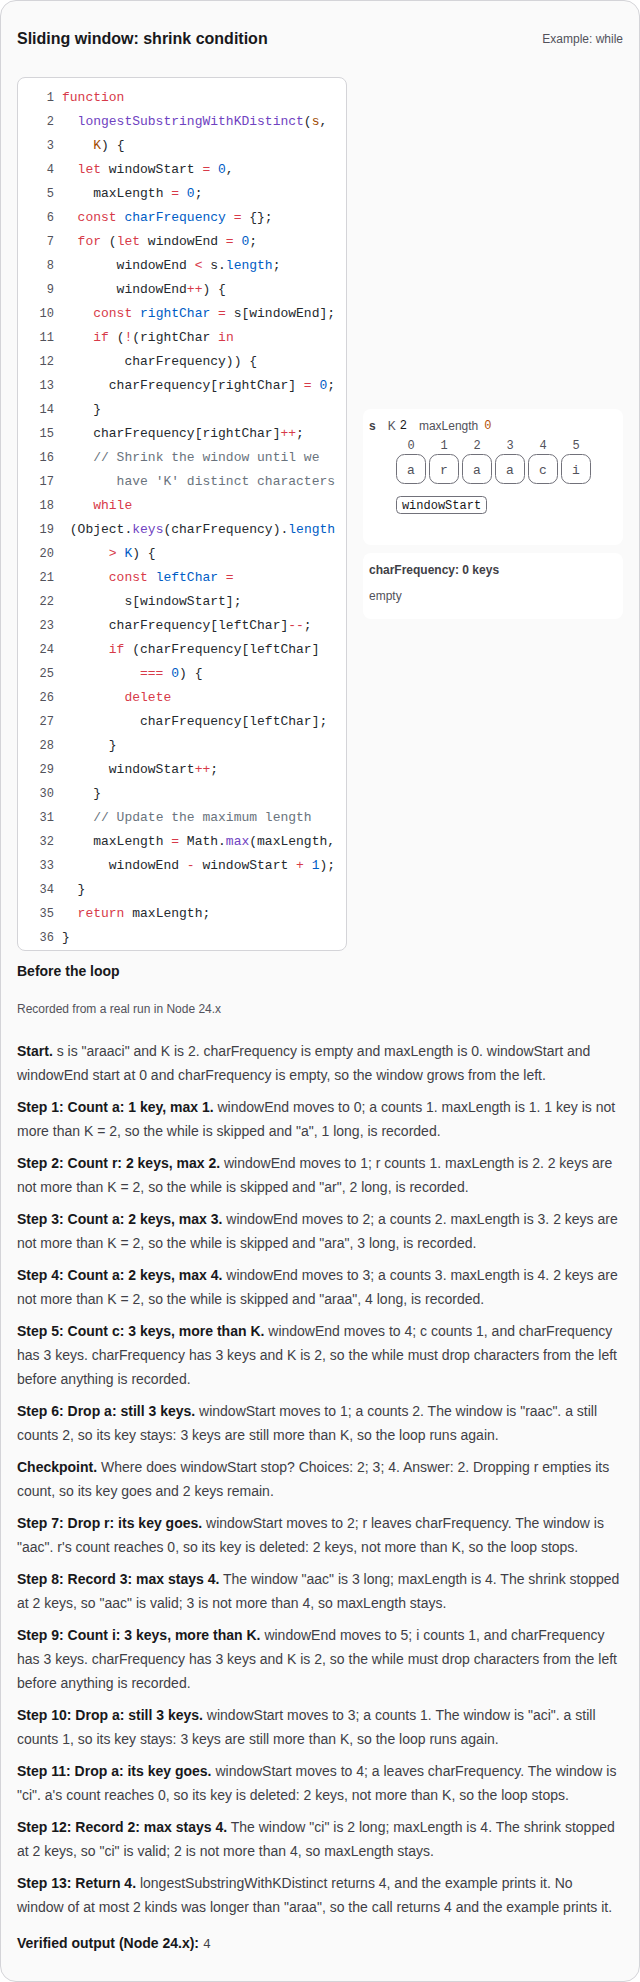 Sliding window: shrink condition
Example: while
1 function
2   longestSubstringWithKDistinct(s,
3     K) {
4   let windowStart = 0,
5     maxLength = 0;
6   const charFrequency = {};
7   for (let windowEnd = 0;
8        windowEnd < s.length;
9        windowEnd++) {
10     const rightChar = s[windowEnd];
11     if (!(rightChar in
12         charFrequency)) {
13       charFrequency[rightChar] = 0;
14     }
15     charFrequency[rightChar]++;
16     // Shrink the window until we
17        have 'K' distinct characters
18     while
19  (Object.keys(charFrequency).length
20       > K) {
21       const leftChar =
22         s[windowStart];
23       charFrequency[leftChar]--;
24       if (charFrequency[leftChar]
25           === 0) {
26         delete
27           charFrequency[leftChar];
28       }
29       windowStart++;
30     }
31     // Update the maximum length
32     maxLength = Math.max(maxLength,
33       windowEnd - windowStart + 1);
34   }
35   return maxLength;
36 }
s K 2 maxLength 0
0 1 2 3 4 5
a r a a c i
windowStart
charFrequency: 0 keys
empty
Before the loop
Recorded from a real run in Node 24.x
Start. s is "araaci" and K is 2. charFrequency is empty and maxLength is 0. windowStart and
windowEnd start at 0 and charFrequency is empty, so the window grows from the left.
Step 1: Count a: 1 key, max 1. windowEnd moves to 0; a counts 1. maxLength is 1. 1 key is not
more than K = 2, so the while is skipped and "a", 1 long, is recorded.
Step 2: Count r: 2 keys, max 2. windowEnd moves to 1; r counts 1. maxLength is 2. 2 keys are
not more than K = 2, so the while is skipped and "ar", 2 long, is recorded.
Step 3: Count a: 2 keys, max 3. windowEnd moves to 2; a counts 2. maxLength is 3. 2 keys are
not more than K = 2, so the while is skipped and "ara", 3 long, is recorded.
Step 4: Count a: 2 keys, max 4. windowEnd moves to 3; a counts 3. maxLength is 4. 2 keys are
not more than K = 2, so the while is skipped and "araa", 4 long, is recorded.
Step 5: Count c: 3 keys, more than K. windowEnd moves to 4; c counts 1, and charFrequency
has 3 keys. charFrequency has 3 keys and K is 2, so the while must drop characters from the left
before anything is recorded.
Step 6: Drop a: still 3 keys. windowStart moves to 1; a counts 2. The window is "raac". a still
counts 2, so its key stays: 3 keys are still more than K, so the loop runs again.
Checkpoint. Where does windowStart stop? Choices: 2; 3; 4. Answer: 2. Dropping r empties its
count, so its key goes and 2 keys remain.
Step 7: Drop r: its key goes. windowStart moves to 2; r leaves charFrequency. The window is
"aac". r's count reaches 0, so its key is deleted: 2 keys, not more than K, so the loop stops.
Step 8: Record 3: max stays 4. The window "aac" is 3 long; maxLength is 4. The shrink stopped
at 2 keys, so "aac" is valid; 3 is not more than 4, so maxLength stays.
Step 9: Count i: 3 keys, more than K. windowEnd moves to 5; i counts 1, and charFrequency
has 3 keys. charFrequency has 3 keys and K is 2, so the while must drop characters from the left
before anything is recorded.
Step 10: Drop a: still 3 keys. windowStart moves to 3; a counts 1. The window is "aci". a still
counts 1, so its key stays: 3 keys are still more than K, so the loop runs again.
Step 11: Drop a: its key goes. windowStart moves to 4; a leaves charFrequency. The window is
"ci". a's count reaches 0, so its key is deleted: 2 keys, not more than K, so the loop stops.
Step 12: Record 2: max stays 4. The window "ci" is 2 long; maxLength is 4. The shrink stopped
at 2 keys, so "ci" is valid; 2 is not more than 4, so maxLength stays.
Step 13: Return 4. longestSubstringWithKDistinct returns 4, and the example prints it. No
window of at most 2 kinds was longer than "araa", so the call returns 4 and the example prints it.
Verified output (Node 24.x): 4